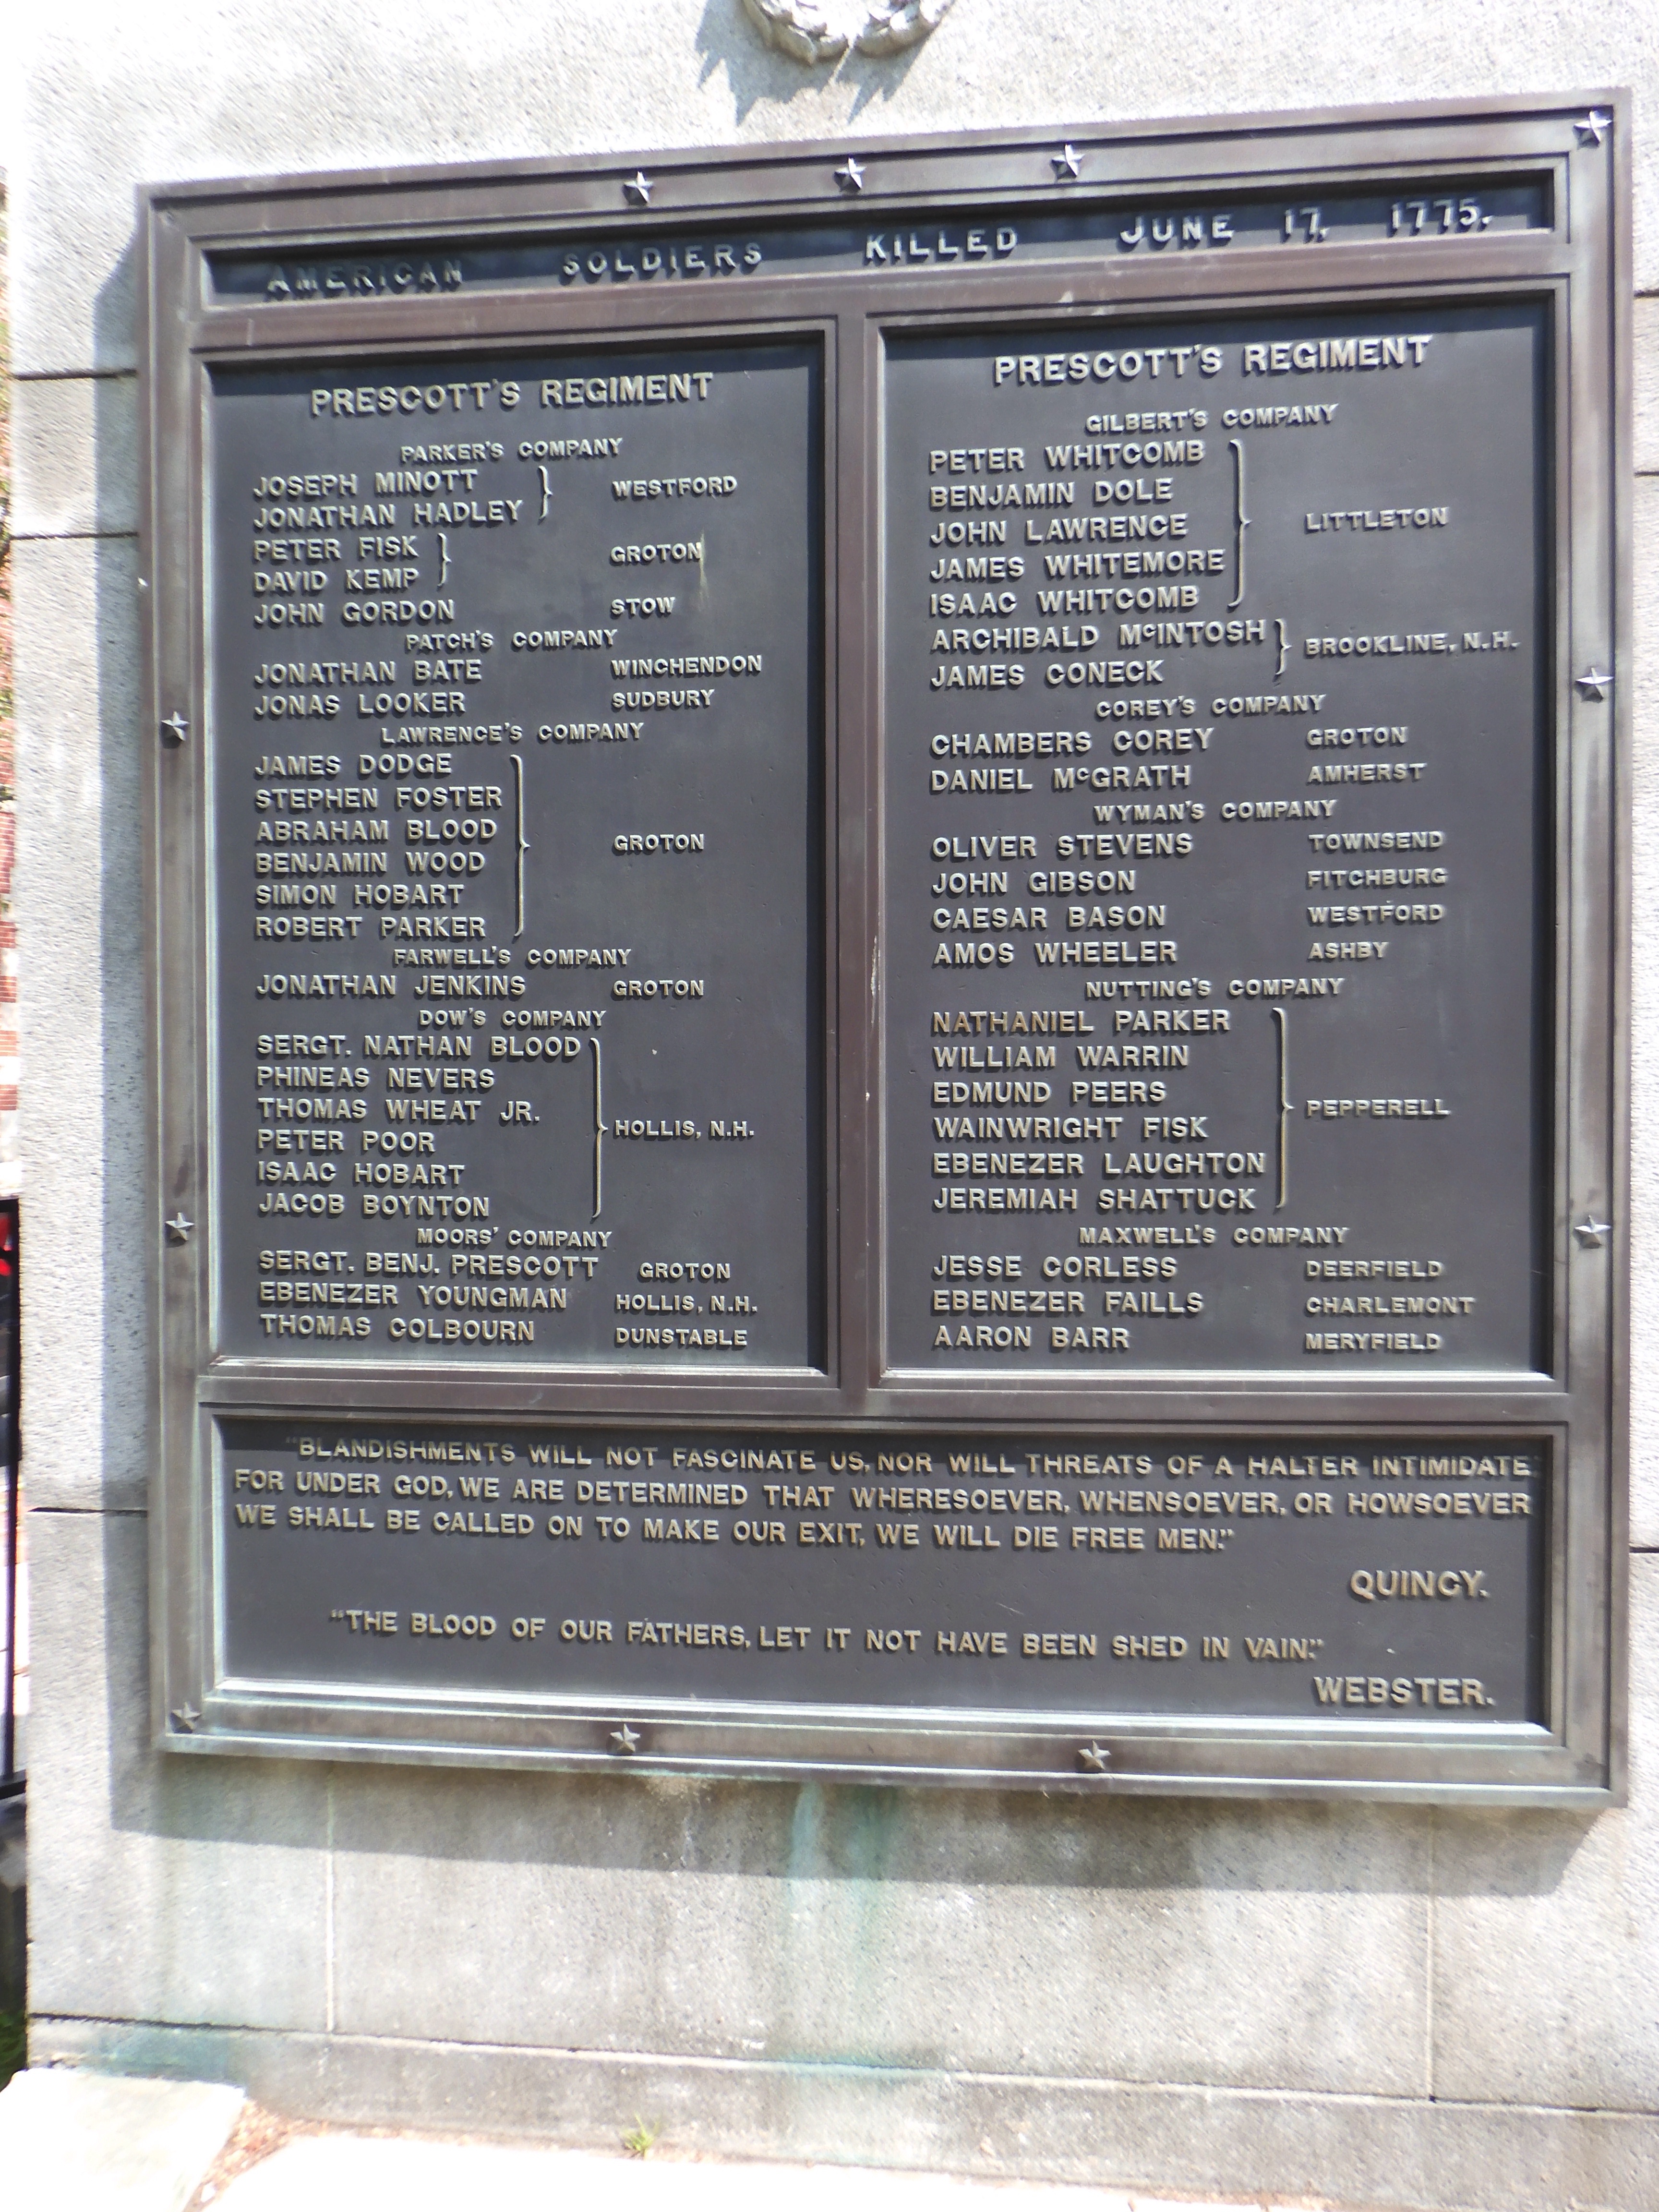 AMERICAN SOLDIERS KILLED JUNE 17, 1775.
PRESCOTT'S REGIMENT
PARKER'S COMPANY
JOSEPH MINOTT
JONATHAN HADLEY
WESTFORD
PETER FISK
DAVID KEMP
GROTON
JOHN GORDON STOW
PATCH'S COMPANY
JONATHAN BATE WINCHENDON
JONAS LOOKER SUDBURY
LAWRENCE'S COMPANY
JAMES DODGE
STEPHEN FOSTER
ABRAHAM BLOOD
BENJAMIN WOOD
SIMON HOBART
ROBERT PARKER
GROTON
FARWELL'S COMPANY
JONATHAN JENKINS GROTON
DOW'S COMPANY
SERGT. NATHAN BLOOD
PHINEAS NEVERS
THOMAS WHEAT JR.
PETER POOR
ISAAC HOBART
JACOB BOYNTON
HOLLIS, N.H.
MOORS' COMPANY
SERGT. BENJ. PRESCOTT GROTON
EBENEZER YOUNGMAN HOLLIS, N.H.
THOMAS COLBOURN DUNSTABLE
PRESCOTT'S REGIMENT
GILBERT'S COMPANY
PETER WHITCOMB
BENJAMIN DOLE
JOHN LAWRENCE
JAMES WHITEMORE
ISAAC WHITCOMB
LITTLETON
ARCHIBALD McINTOSH
JAMES CONECK
BROOKLINE, N.H.
COREY'S COMPANY
CHAMBERS COREY GROTON
DANIEL McGRATH AMHERST
WYMAN'S COMPANY
OLIVER STEVENS TOWNSEND
JOHN GIBSON FITCHBURG
CAESAR BASON WESTFORD
AMOS WHEELER ASHBY
NUTTING'S COMPANY
NATHANIEL PARKER
WILLIAM WARRIN
EDMUND PEERS
WAINWRIGHT FISK
EBENEZER LAUGHTON
JEREMIAH SHATTUCK
PEPPERELL
MAXWELL'S COMPANY
JESSE CORLESS DEERFIELD
EBENEZER FAILLS CHARLEMONT
AARON BARR MERYFIELD
"BLANDISHMENTS WILL NOT FASCINATE US, NOR WILL THREATS OF A HALTER INTIMIDATE
FOR UNDER GOD, WE ARE DETERMINED THAT WHERESOEVER, WHENSOEVER, OR HOWSOEVER
WE SHALL BE CALLED ON TO MAKE OUR EXIT, WE WILL DIE FREE MEN."
QUINCY.
"THE BLOOD OF OUR FATHERS, LET IT NOT HAVE BEEN SHED IN VAIN."
WEBSTER.